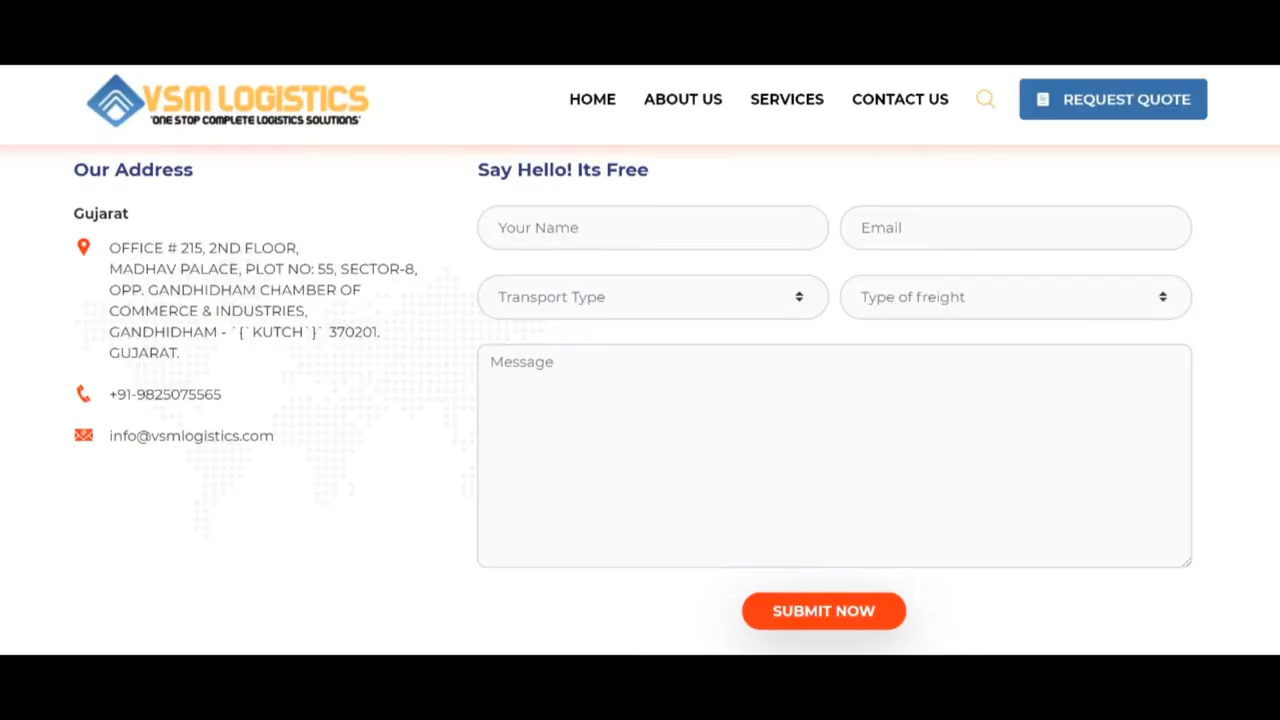 VSM LOGISTICS
"ONE STOP COMPLETE LOGISTICS SOLUTIONS"
HOME
ABOUT US
SERVICES
CONTACT US
REQUEST QUOTE
Our Address
Gujarat
OFFICE # 215, 2ND FLOOR,
MADHAV PALACE, PLOT NO: 55, SECTOR-8,
OPP. GANDHIDHAM CHAMBER OF
COMMERCE & INDUSTRIES,
GANDHIDHAM - `{`KUTCH`}` 370201.
GUJARAT.
+91-9825075565
info@vsmlogistics.com
Say Hello! Its Free
Your Name
Email
Transport Type
Type of freight
Message
SUBMIT NOW